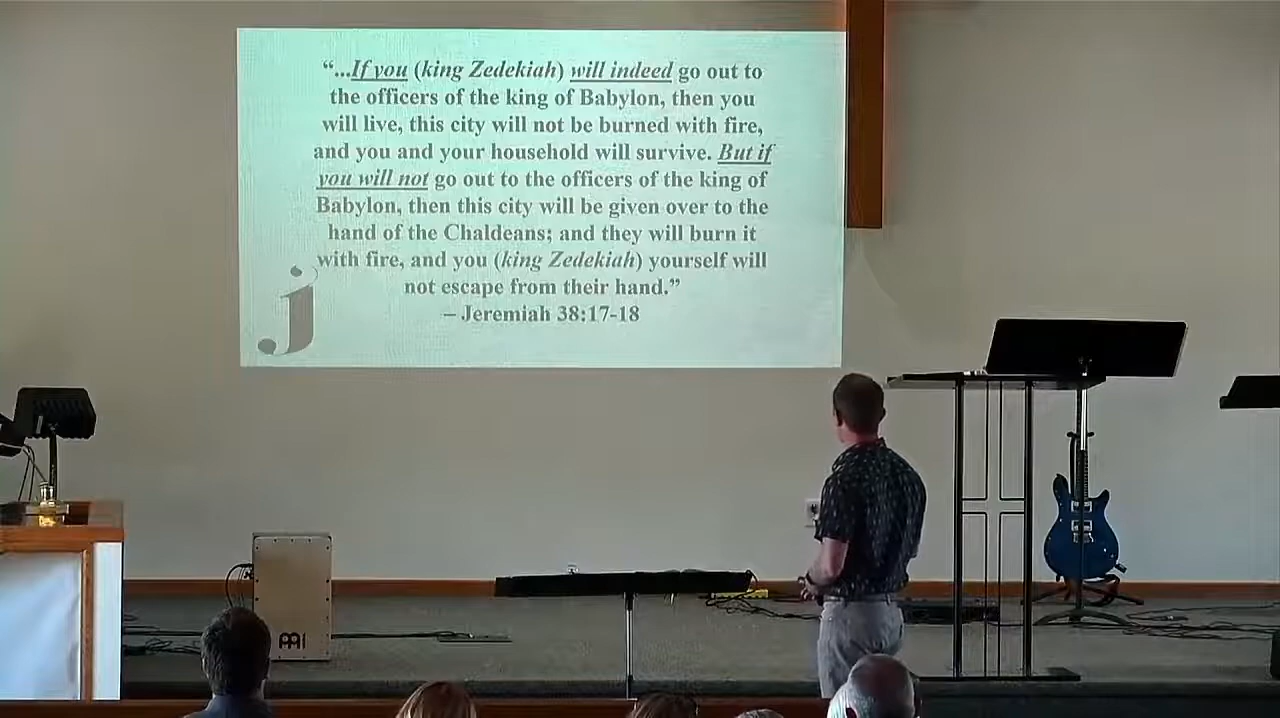 “...If you (king Zedekiah) will indeed go out to
the officers of the king of Babylon, then you
will live, this city will not be burned with fire,
and you and your household will survive. But if
you will not go out to the officers of the king of
Babylon, then this city will be given over to the
hand of the Chaldeans; and they will burn it
with fire, and you (king Zedekiah) yourself will
not escape from their hand.”
– Jeremiah 38:17-18
j